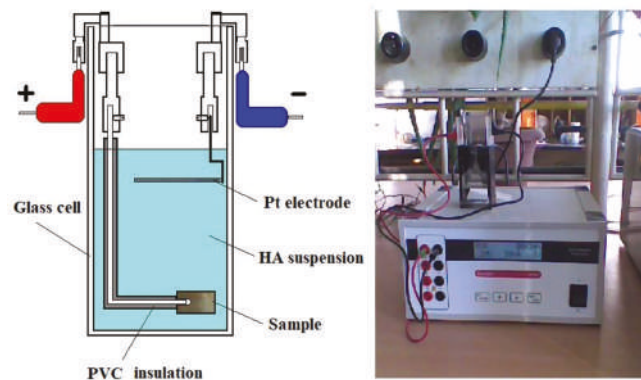 +
−
Glass cell
Pt electrode
HA suspension
Sample
PVC insulation